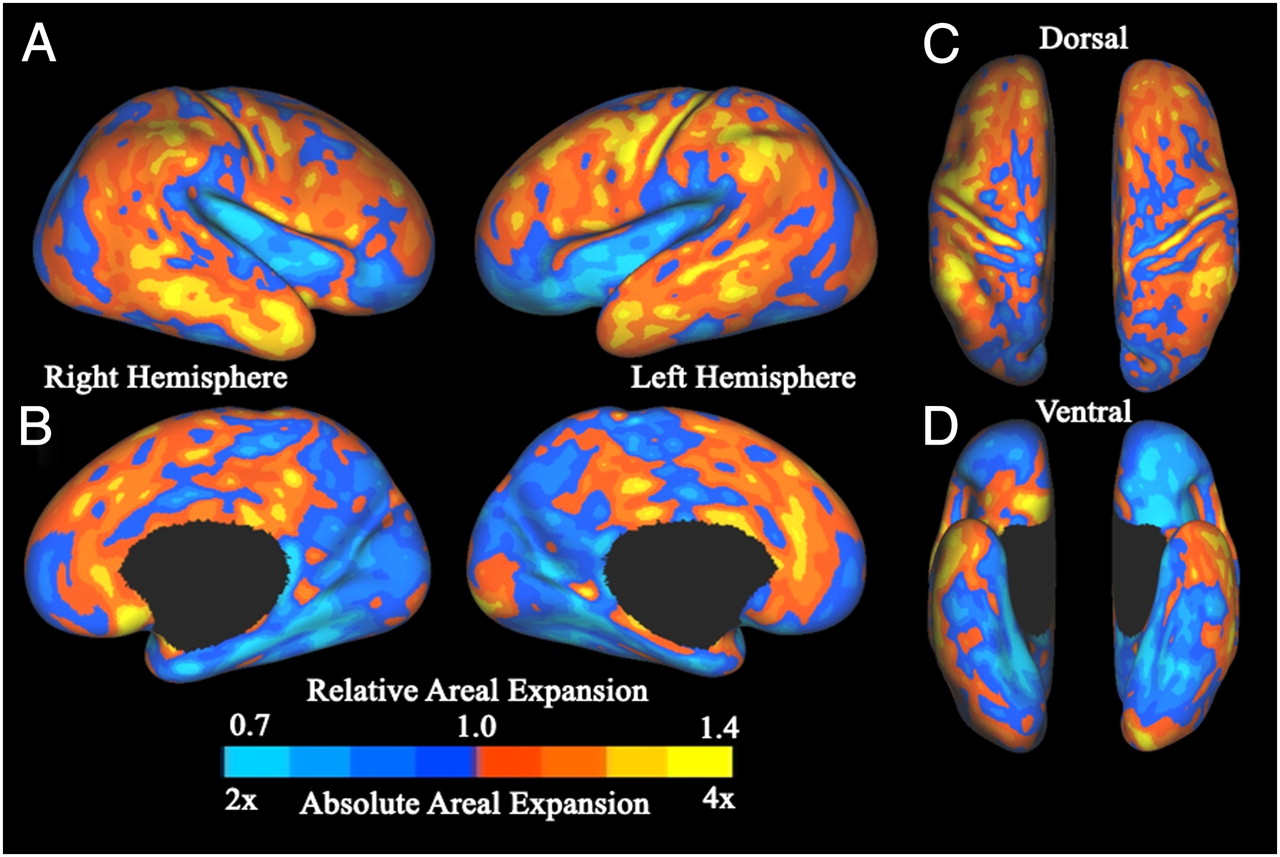 A
C
Dorsal
Right Hemisphere
Left Hemisphere
B
D
Ventral
Relative Areal Expansion
0.7
1.0
1.4
2x
Absolute Areal Expansion
4x